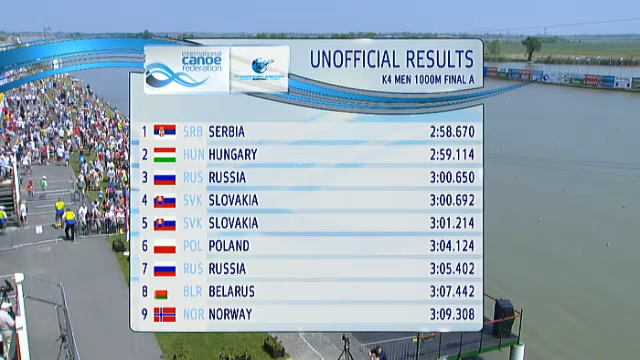 international
canoe
federation
UNOFFICIAL RESULTS
K4 MEN 1000M FINAL A
1 SRB SERBIA 2:58.670
2 HUN HUNGARY 2:59.114
3 RUS RUSSIA 3:00.650
4 SVK SLOVAKIA 3:00.692
5 SVK SLOVAKIA 3:01.214
6 POL POLAND 3:04.124
7 RUS RUSSIA 3:05.402
8 BLR BELARUS 3:07.442
9 NOR NORWAY 3:09.308